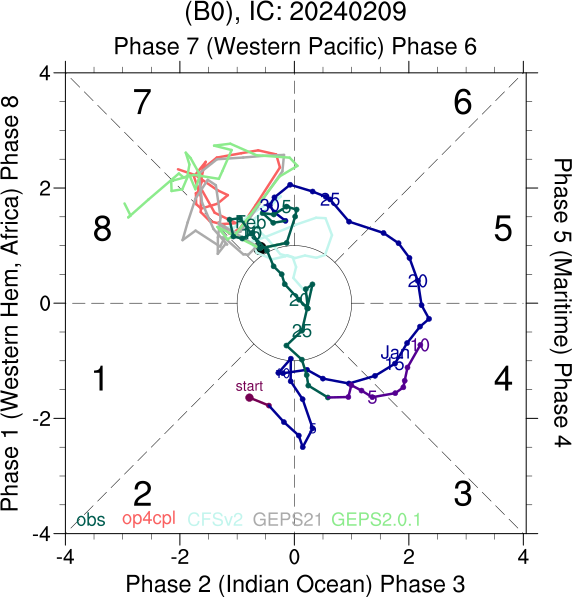 (B0), IC: 20240209
Phase 7 (Western Pacific) Phase 6
4
7
6
Phase 1 (Western Hem, Africa) Phase 8
Phase 5 (Maritime) Phase 4
2
30
25
5
Feb
8
5
20
0
20
25
Jan
10
15
1
4
start
5
5
-2
2
3
obs
op4cpl
CFSv2
GEPS21
GEPS2.0.1
-4
-4
-2
0
2
4
Phase 2 (Indian Ocean) Phase 3